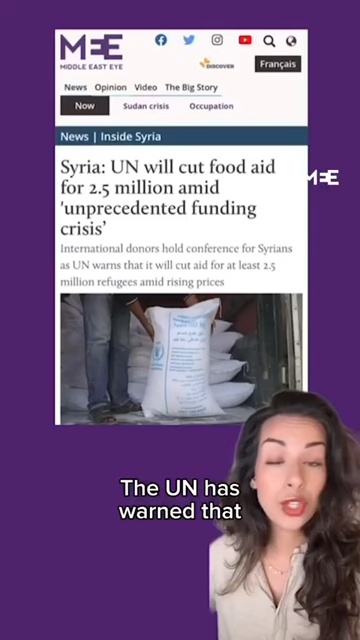 MEE
MIDDLE EAST EYE
DISCOVER
Français
News Opinion Video The Big Story
Now Sudan crisis Occupation
News | Inside Syria
Syria: UN will cut food aid
for 2.5 million amid
'unprecedented funding
crisis'
International donors hold conference for Syrians
as UN warns that it will cut aid for at least 2.5
million refugees amid rising prices
MEE
The UN has
warned that